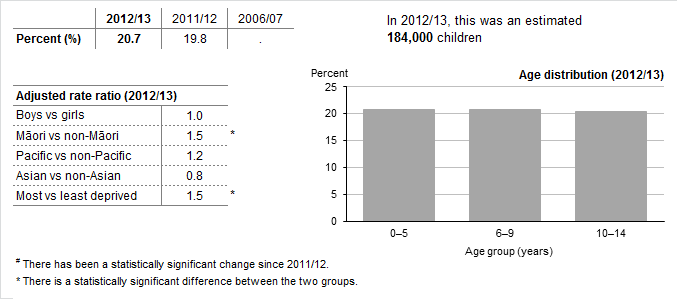 2012/13 2011/12 2006/07
Percent (%) 20.7 19.8 .
In 2012/13, this was an estimated
184,000 children
Adjusted rate ratio (2012/13)
Boys vs girls 1.0
Māori vs non-Māori 1.5 *
Pacific vs non-Pacific 1.2
Asian vs non-Asian 0.8
Most vs least deprived 1.5 *
Percent Age distribution (2012/13)
25
20
15
10
5
0
0–5 6–9 10–14
Age group (years)
# There has been a statistically significant change since 2011/12.
* There is a statistically significant difference between the two groups.